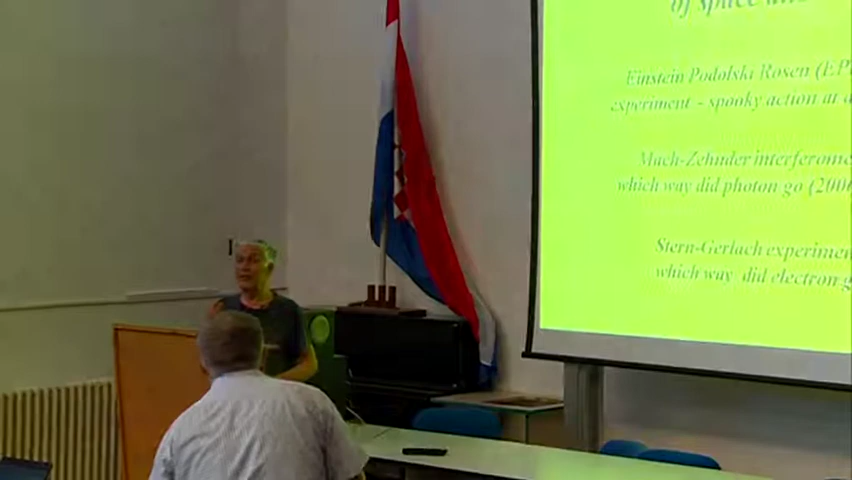 of Space and
Einstein Podolski Rosen (EP
experiment - spooky action at a
Mach-Zehnder interferome
which way did photon go (200
Stern-Gerlach experimen
which way did electron g